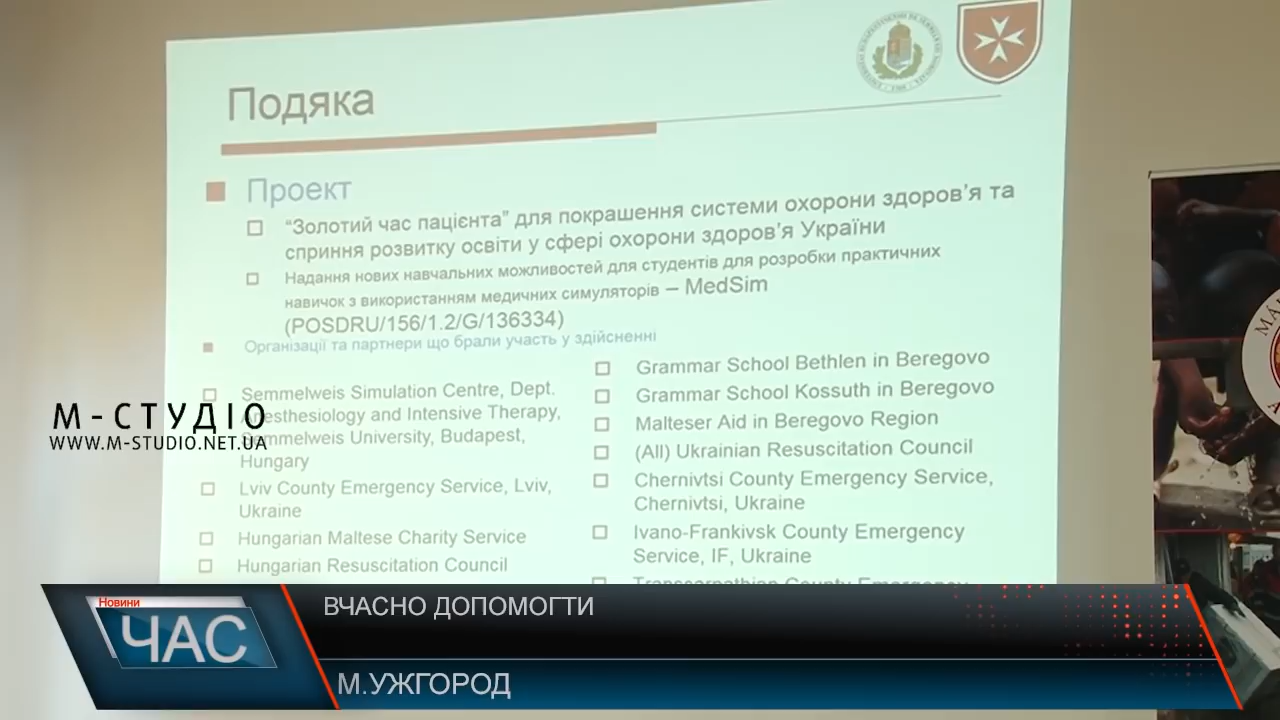 Подяка
Проект
“Золотий час пацієнта” для покрашення системи охорони здоров’я та
сприння розвитку освіти у сфері охорони здоров’я України
Надання нових навчальних можливостей для студентів для розробки практичних
навичок з використанням медичних симуляторів – MedSim
(POSDRU/156/1.2/G/136334)
Організації та партнери що брали участь у здійсненні
Semmelweis Simulation Centre, Dept.
Anesthesiology and Intensive Therapy,
Semmelweis University, Budapest,
Hungary
Lviv County Emergency Service, Lviv,
Ukraine
Hungarian Maltese Charity Service
Hungarian Resuscitation Council
Grammar School Bethlen in Beregovo
Grammar School Kossuth in Beregovo
Malteser Aid in Beregovo Region
(All) Ukrainian Resuscitation Council
Chernivtsi County Emergency Service,
Chernivtsi, Ukraine
Ivano-Frankivsk County Emergency
Service, IF, Ukraine
Transcarpathian County Emergency
М-СТУДІО
WWW.M-STUDIO.NET.UA
Новини
ЧАС
ВЧАСНО ДОПОМОГТИ
М.УЖГОРОД